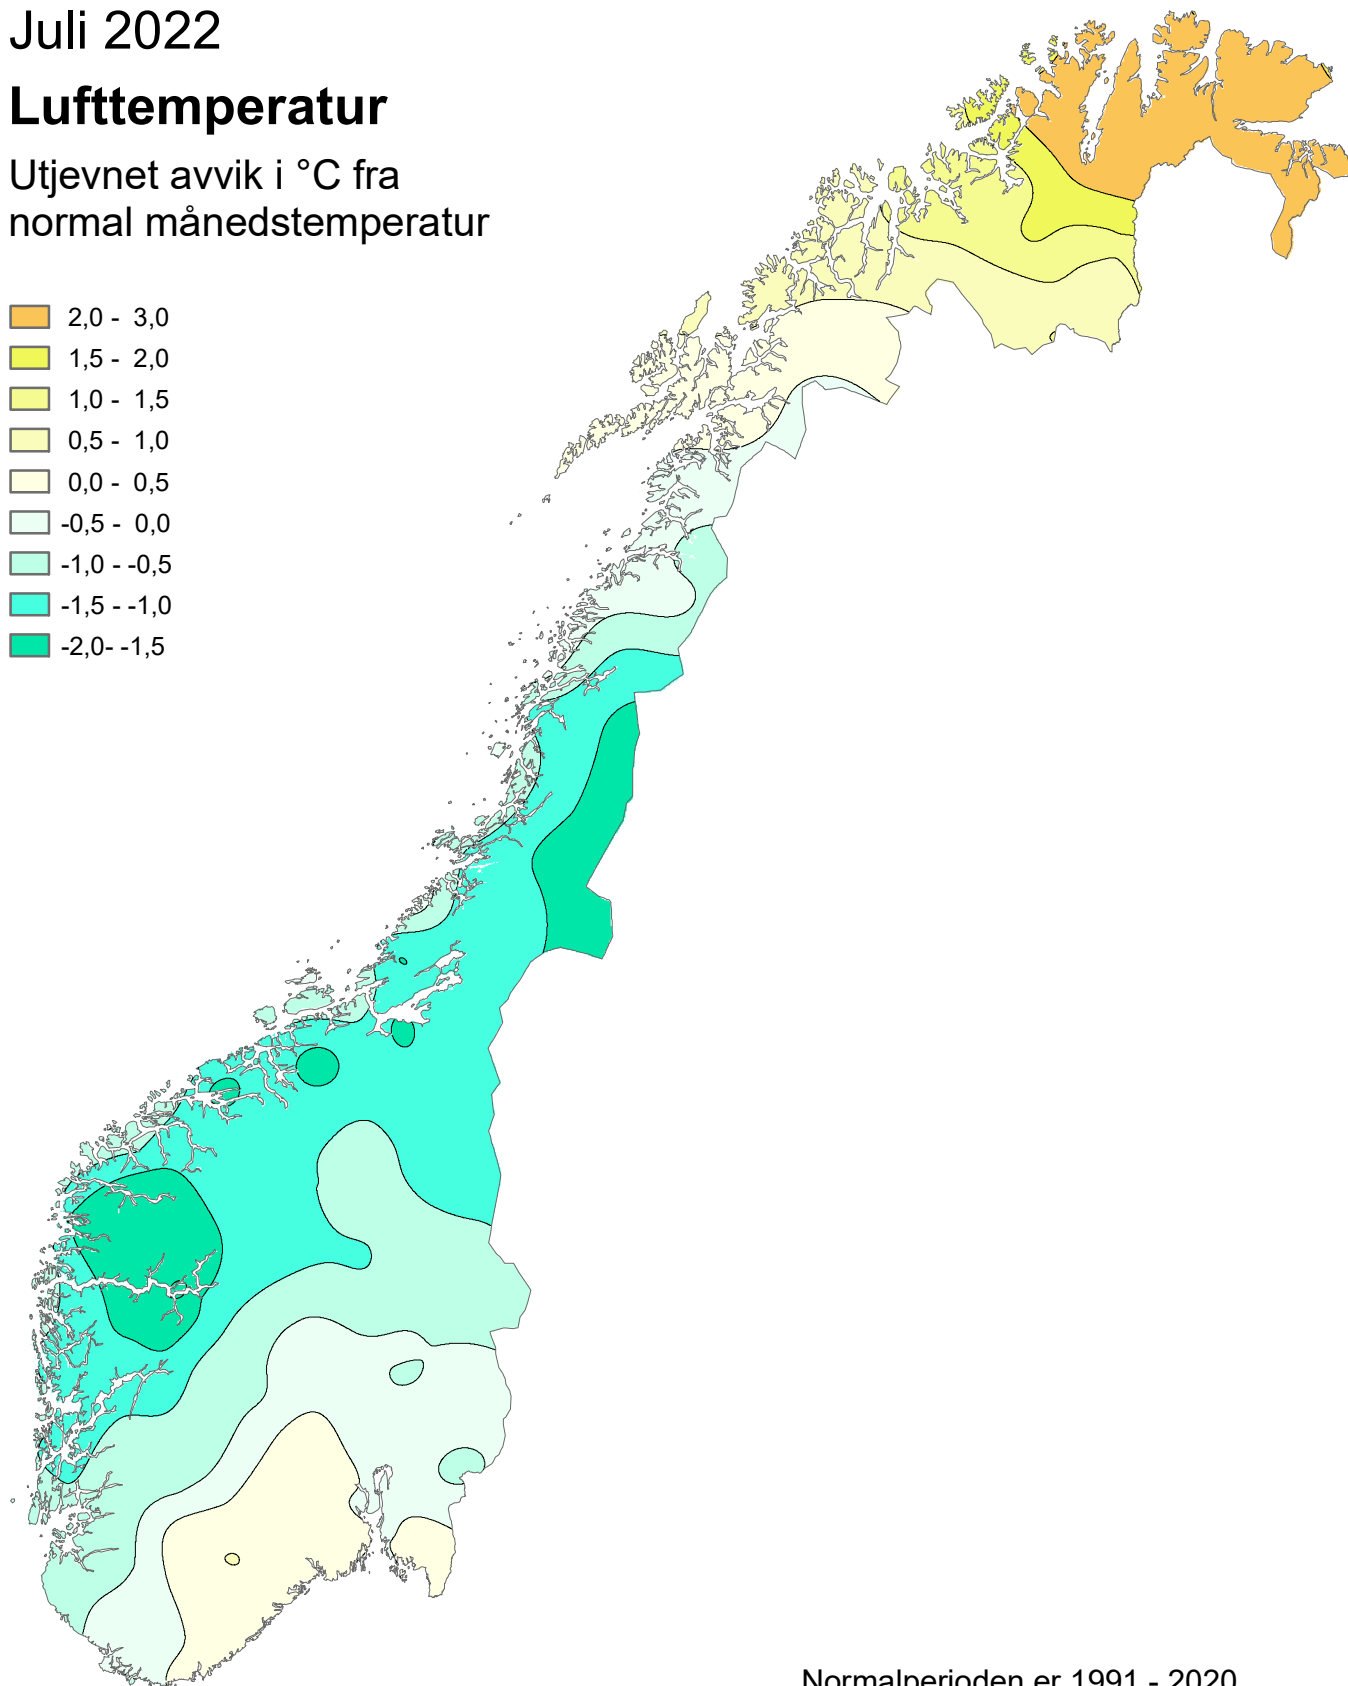 Juli 2022
Lufttemperatur
Utjevnet avvik i °C fra
normal månedstemperatur
2,0 - 3,0
1,5 - 2,0
1,0 - 1,5
0,5 - 1,0
0,0 - 0,5
-0,5 - 0,0
-1,0 - -0,5
-1,5 - -1,0
-2,0- -1,5
Normalperioden er 1991 - 2020